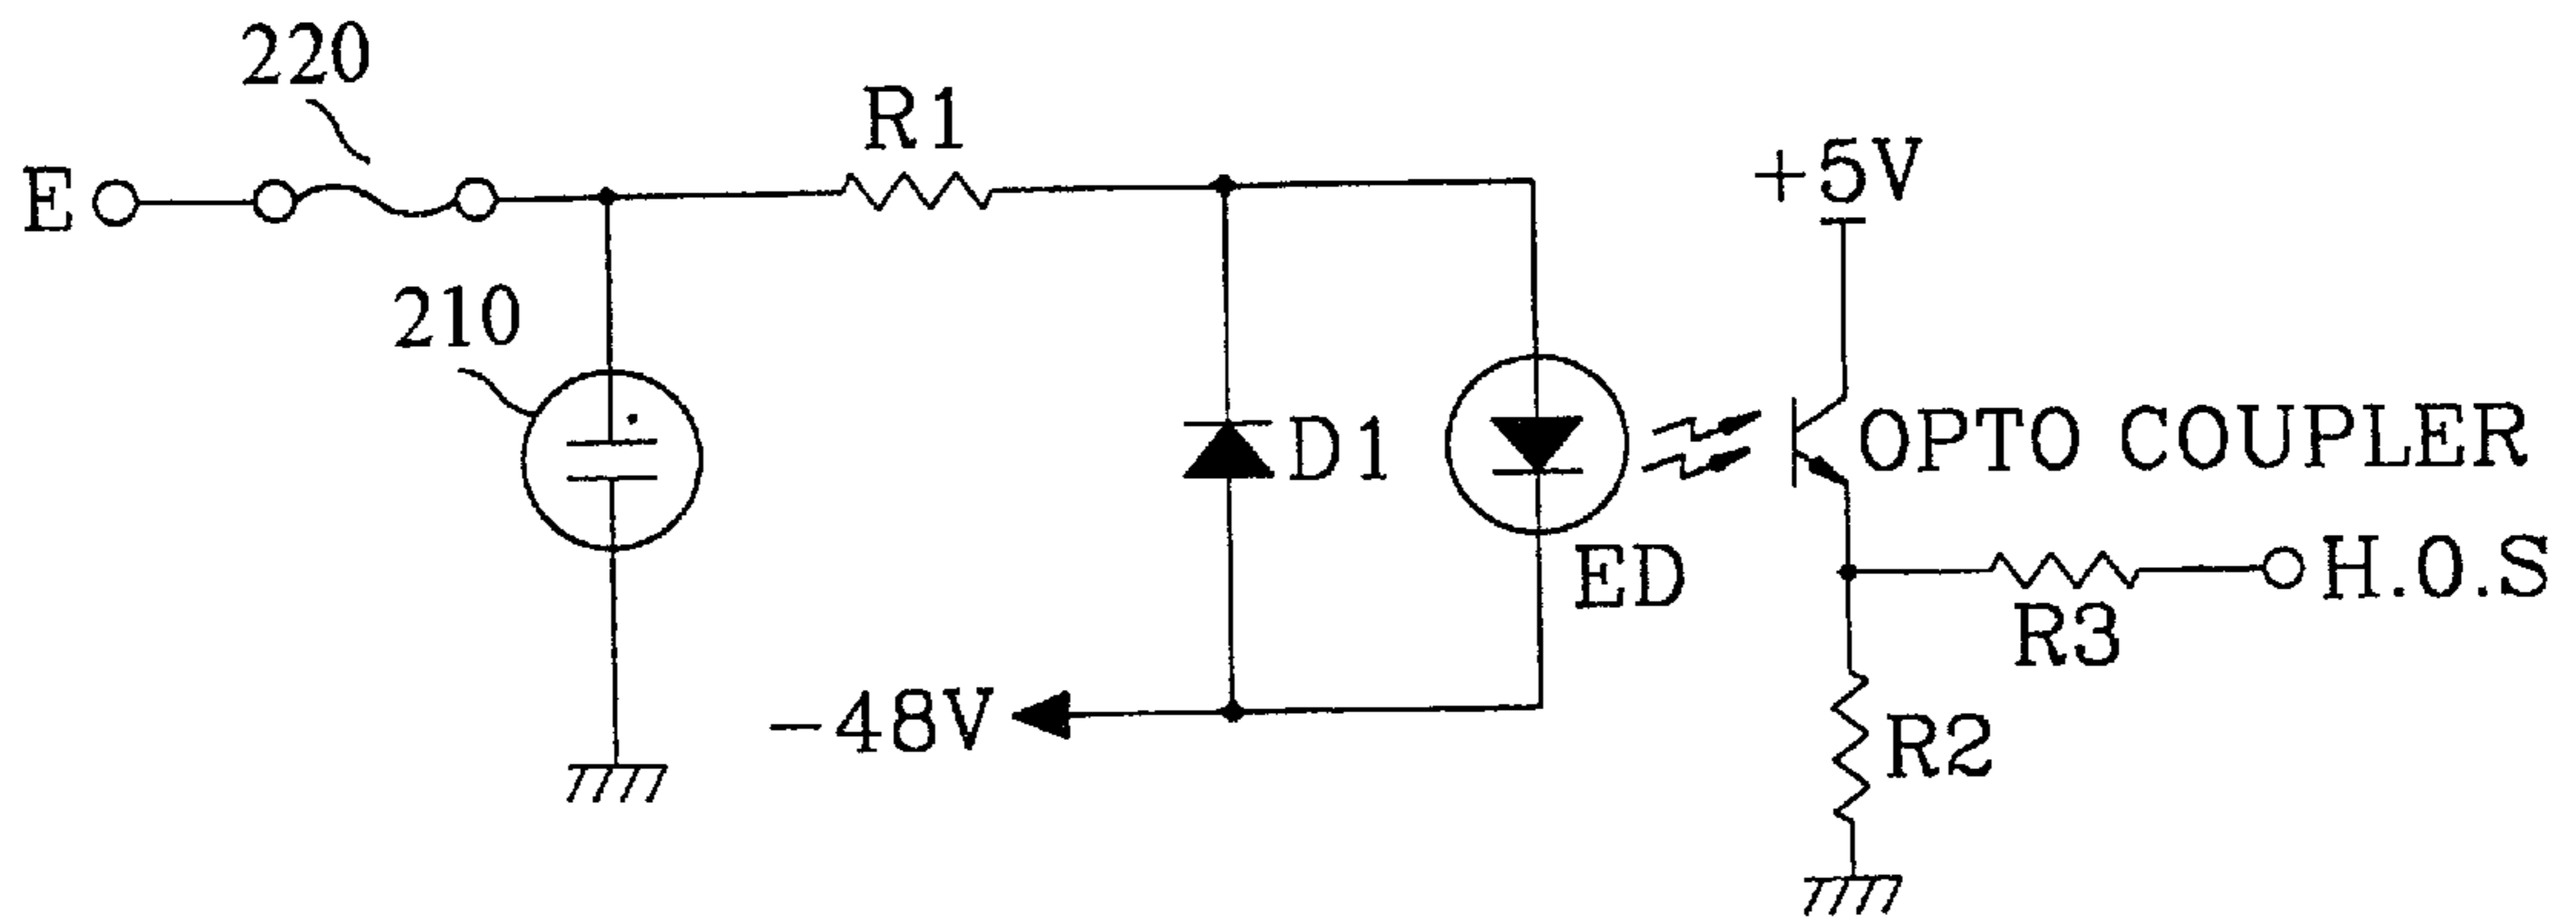 220
R1
E
+5V
210
D1
OPTO COUPLER
ED
H.O.S
R3
-48V
R2